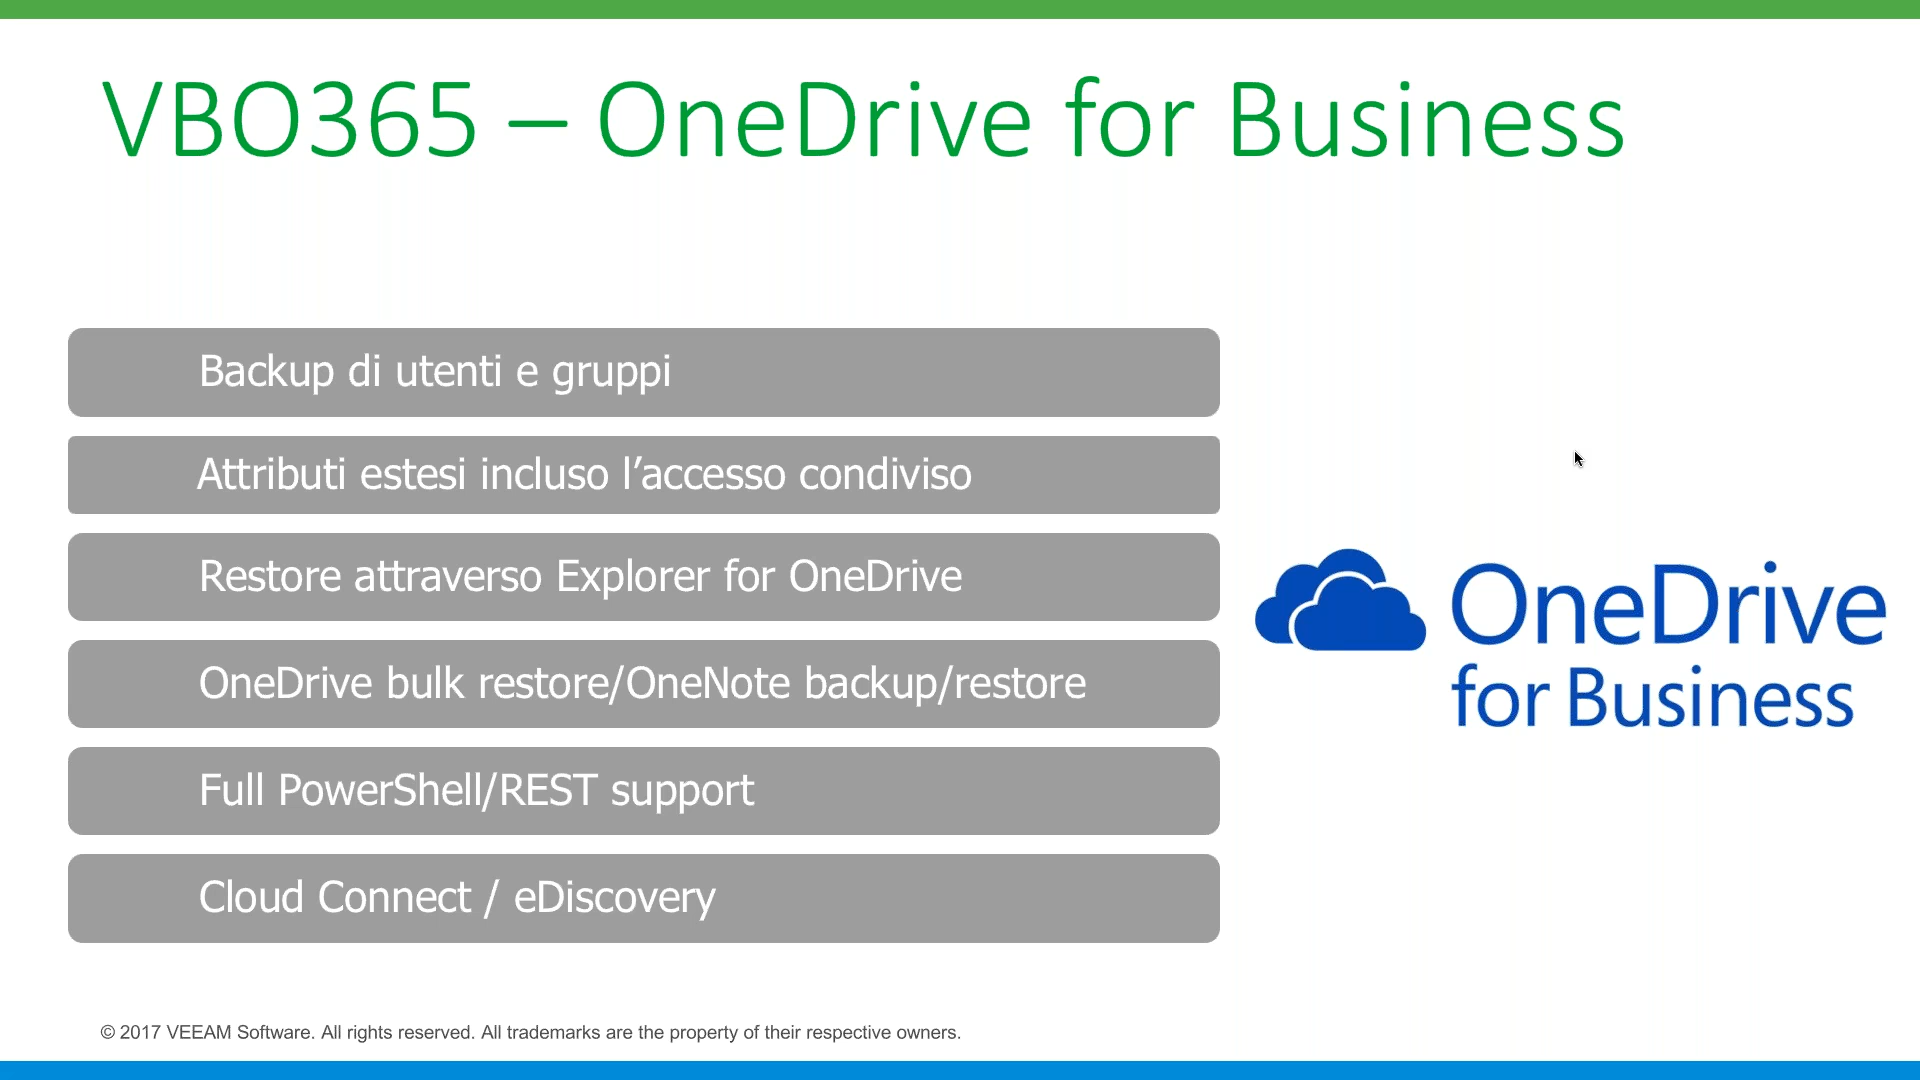 VBO365 – OneDrive for Business
Backup di utenti e gruppi
Attributi estesi incluso l’accesso condiviso
Restore attraverso Explorer for OneDrive
OneDrive bulk restore/OneNote backup/restore
Full PowerShell/REST support
Cloud Connect / eDiscovery
OneDrive
for Business
© 2017 VEEAM Software. All rights reserved. All trademarks are the property of their respective owners.